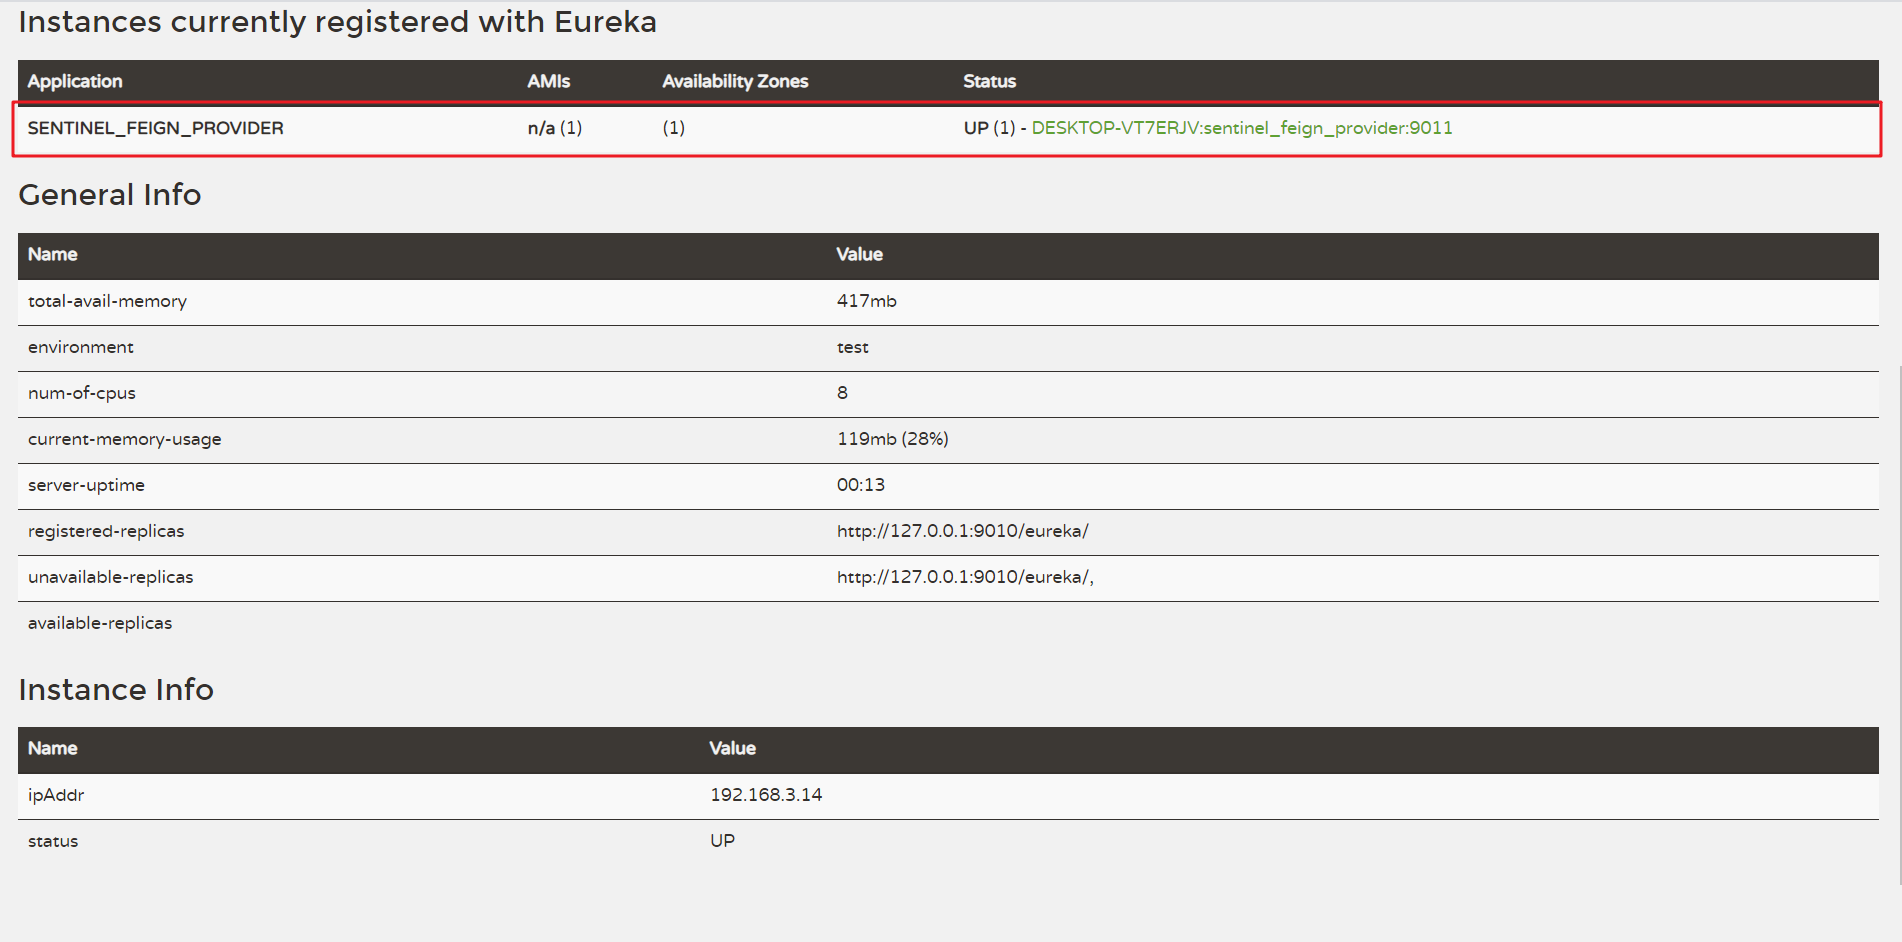 Instances currently registered with Eureka
Application AMIs Availability Zones Status
SENTINEL_FEIGN_PROVIDER n/a (1) (1) UP (1) - DESKTOP-VT7ERJV:sentinel_feign_provider:9011
General Info
Name Value
total-avail-memory 417mb
environment test
num-of-cpus 8
current-memory-usage 119mb (28%)
server-uptime 00:13
registered-replicas http://127.0.0.1:9010/eureka/
unavailable-replicas http://127.0.0.1:9010/eureka/,
available-replicas
Instance Info
Name Value
ipAddr 192.168.3.14
status UP